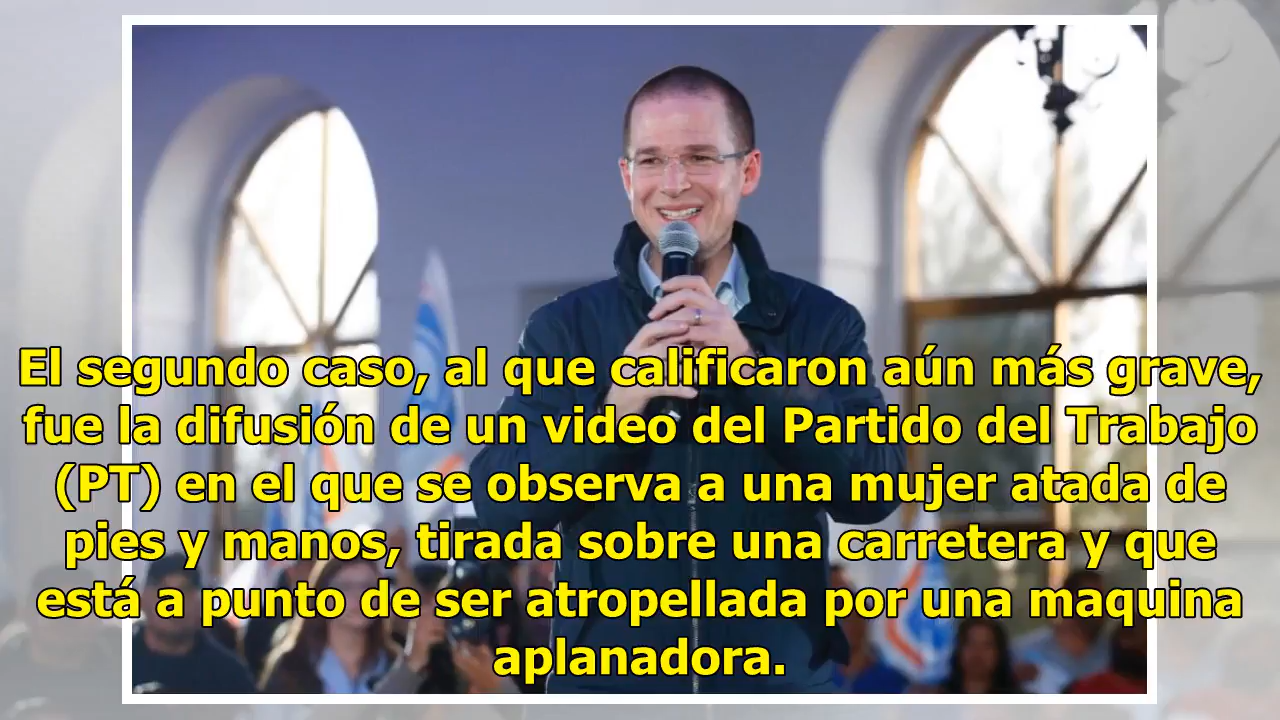 El segundo caso, al que calificaron aún más grave,
fue la difusión de un video del Partido del Trabajo
(PT) en el que se observa a una mujer atada de
pies y manos, tirada sobre una carretera y que
está a punto de ser atropellada por una maquina
aplanadora.